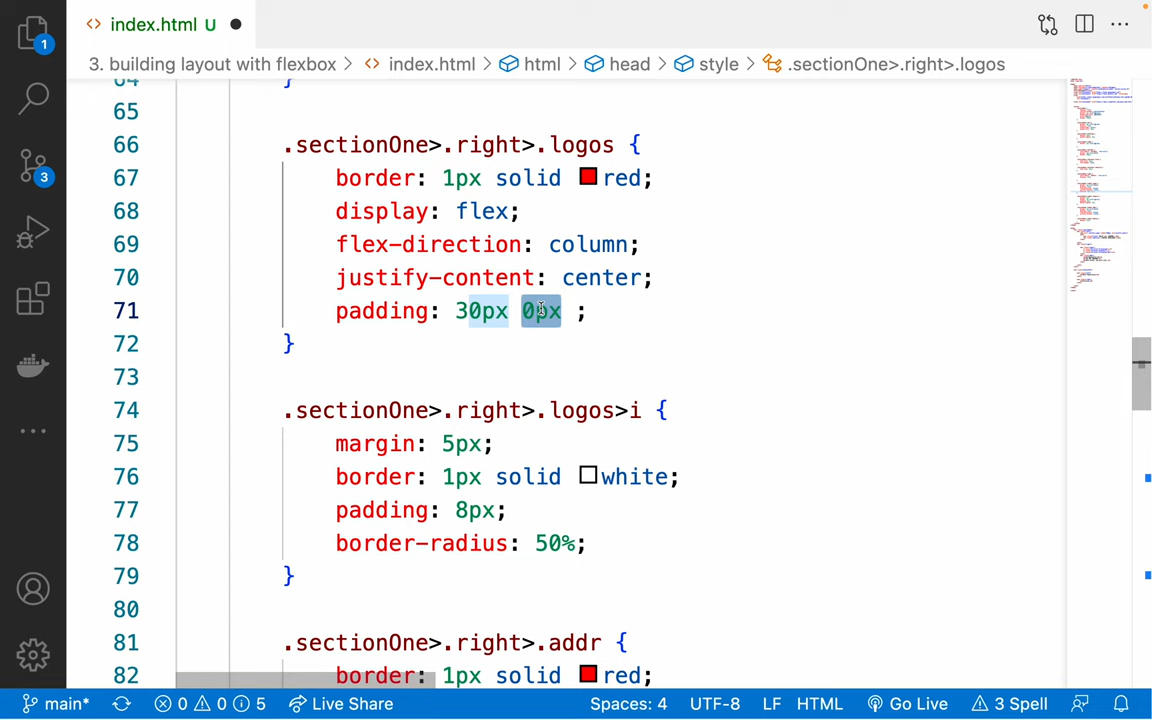 1
index.html U
3. building layout with flexbox > index.html > html > head > style > .sectionOne>.right>.logos
64 }
65
66 .sectionOne>.right>.logos {
67 border: 1px solid red;
68 display: flex;
69 flex-direction: column;
70 justify-content: center;
71 padding: 30px 0px ;
72 }
73
74 .sectionOne>.right>.logos>i {
75 margin: 5px;
76 border: 1px solid white;
77 padding: 8px;
78 border-radius: 50%;
79 }
80
81 .sectionOne>.right>.addr {
82 border: 1px solid red;
3
main* 0 0 5 Live Share Spaces: 4 UTF-8 LF HTML Go Live 3 Spell